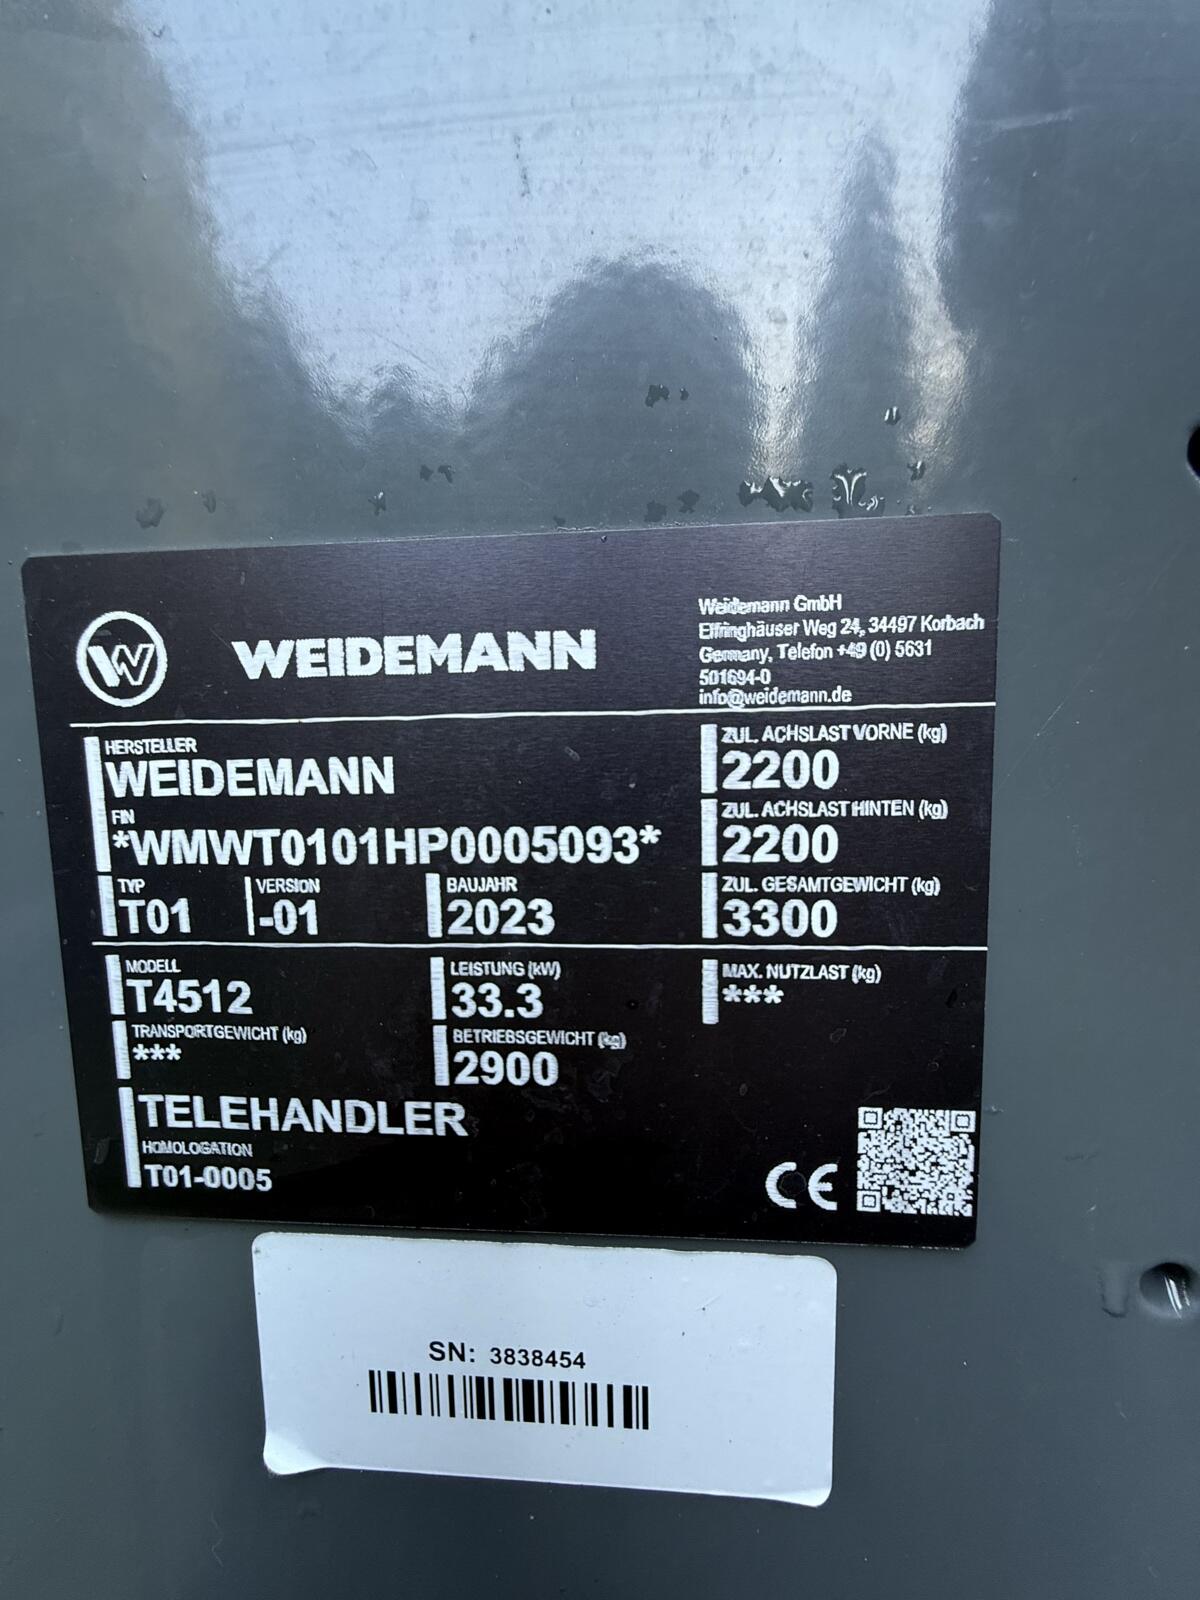 W
WEIDEMANN
Weidemann GmbH
Elfringhäuser Weg 24, 34497 Korbach
Germany, Telefon +49 (0) 5631
501694-0
info@weidemann.de
HERSTELLER
WEIDEMANN
FIN
*WMWT0101HP0005093*
TYP
T01
VERSION
-01
BAUJAHR
2023
ZUL. ACHSLAST VORNE (kg)
2200
ZUL. ACHSLAST HINTEN (kg)
2200
ZUL. GESAMTGEWICHT (kg)
3300
MODELL
T4512
LEISTUNG (kW)
33.3
MAX. NUTZLAST (kg)
***
TRANSPORTGEWICHT (kg)
***
BETRIEBSGEWICHT (kg)
2900
TELEHANDLER
HOMOLOGATION
T01-0005
CE
SN: 3838454